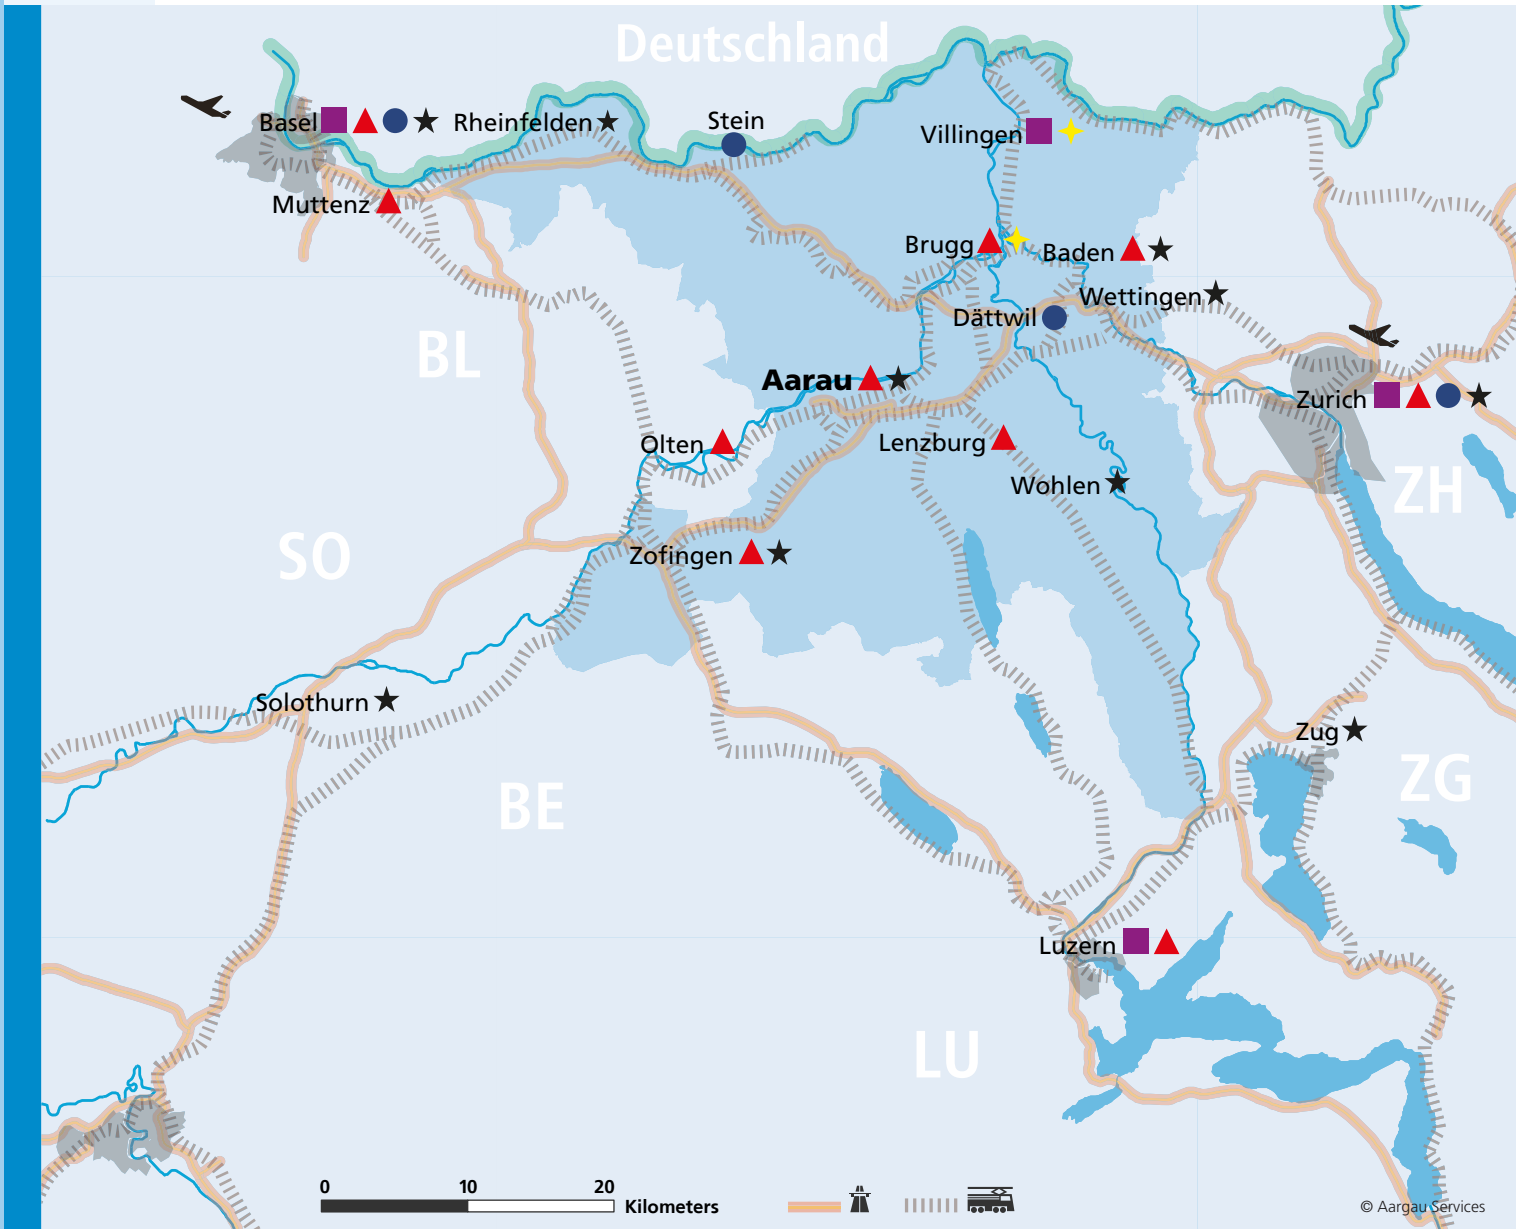 Deutschland
Basel
Rheinfelden
Stein
Villingen
Muttenz
Brugg
Baden
Wettingen
Dättwil
BL
Aarau
Zurich
Olten
Lenzburg
Wohlen
ZH
SO
Zofingen
Solothurn
Zug
ZG
BE
Luzern
LU
0 10 20
Kilometers
© Aargau Services